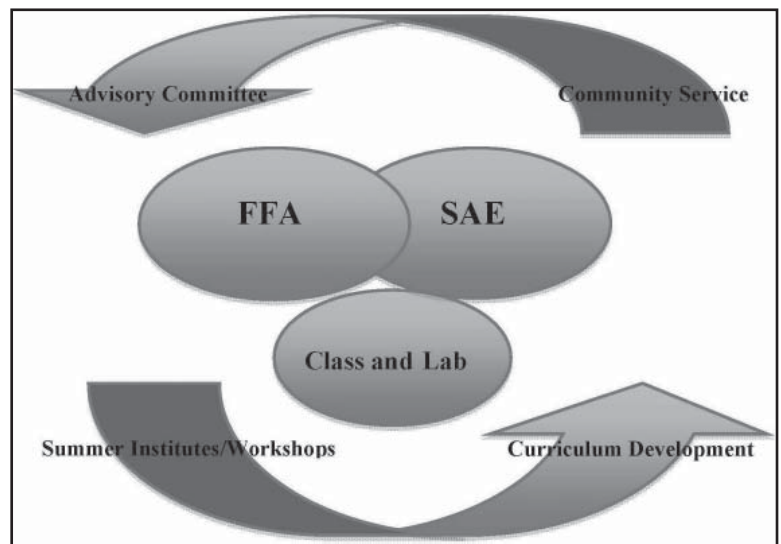 Advisory Committee
Community Service
FFA
SAE
Class and Lab
Summer Institutes/Workshops
Curriculum Development